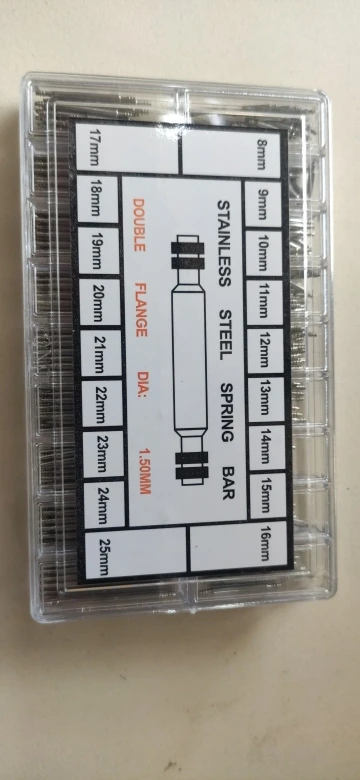 8mm
9mm
10mm
11mm
12mm
13mm
14mm
15mm
16mm
STAINLESS STEEL SPRING BAR
DOUBLE FLANGE DIA: 1.50MM
17mm
18mm
19mm
20mm
21mm
22mm
23mm
24mm
25mm